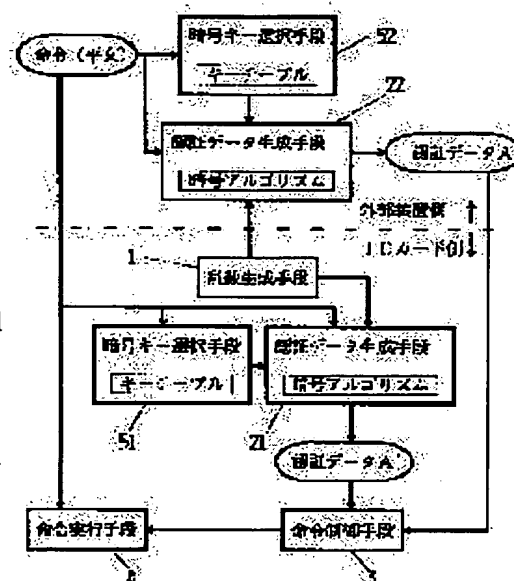 暗号キー選択手段
52
命令(平文)
キーテーブル
22
認証データ生成手段
認証データA
暗号アルゴリズム
外部装置側 ↑
ICカード側 ↓
1
乱数生成手段
暗号キー選択手段
認証データ生成手段
キーテーブル
暗号アルゴリズム
51
21
認証データA
命令実行手段
命令制御手段